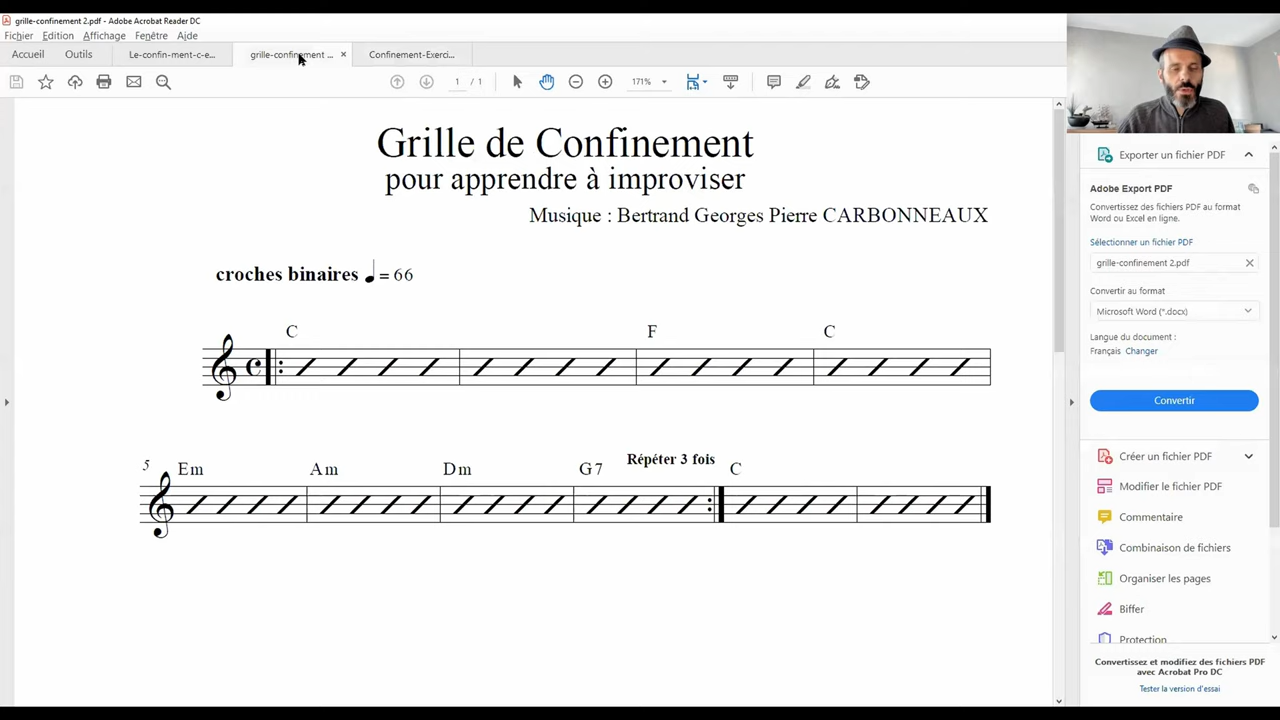 grille-confinement 2.pdf - Adobe Acrobat Reader DC
Fichier Edition Affichage Fenêtre Aide
Accueil Outils Le-confin-ment-c-e... grille-confinement ... × Confinement-Exerci...
1 / 1 171%
Grille de Confinement
pour apprendre à improviser
Musique : Bertrand Georges Pierre CARBONNEAUX
croches binaires = 66
C F C
5 Em Am Dm G7 Répéter 3 fois C
Exporter un fichier PDF
Adobe Export PDF
Convertissez des fichiers PDF au format
Word ou Excel en ligne.
Sélectionner un fichier PDF
grille-confinement 2.pdf
Convertir au format
Microsoft Word (*.docx)
Langue du document :
Français Changer
Convertir
Créer un fichier PDF
Modifier le fichier PDF
Commentaire
Combinaison de fichiers
Organiser les pages
Biffer
Protection
Convertissez et modifiez des fichiers PDF
avec Acrobat Pro DC
Tester la version d'essai